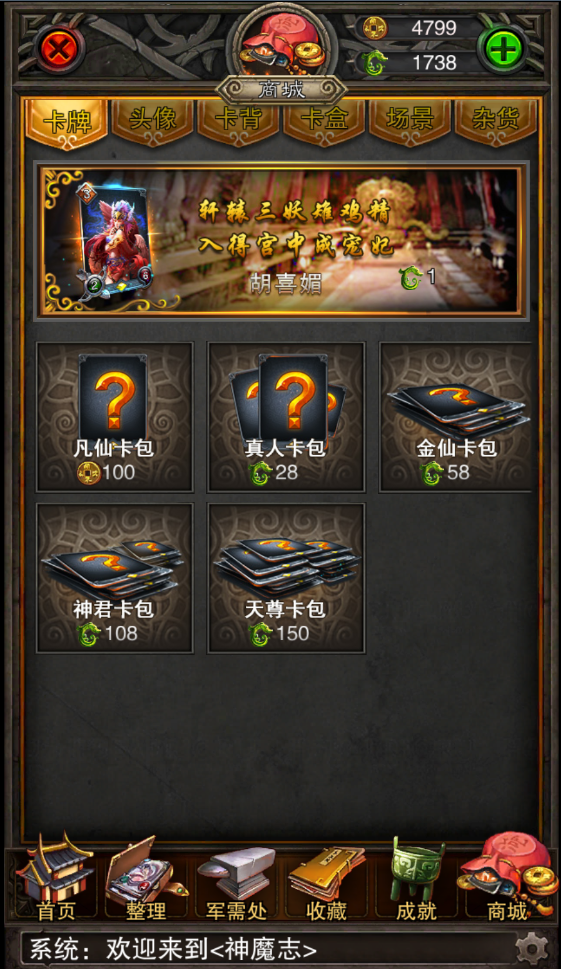 4799
1738
商城
卡牌
头像
卡背
卡盒
场景
杂货
3
2
6
轩辕三妖雉鸡精
入得宫中成宠妃
胡喜媚
1
凡仙卡包
100
真人卡包
28
金仙卡包
58
神君卡包
108
天尊卡包
150
首页
整理
军需处
收藏
成就
商城
系统：欢迎来到<神魔志>